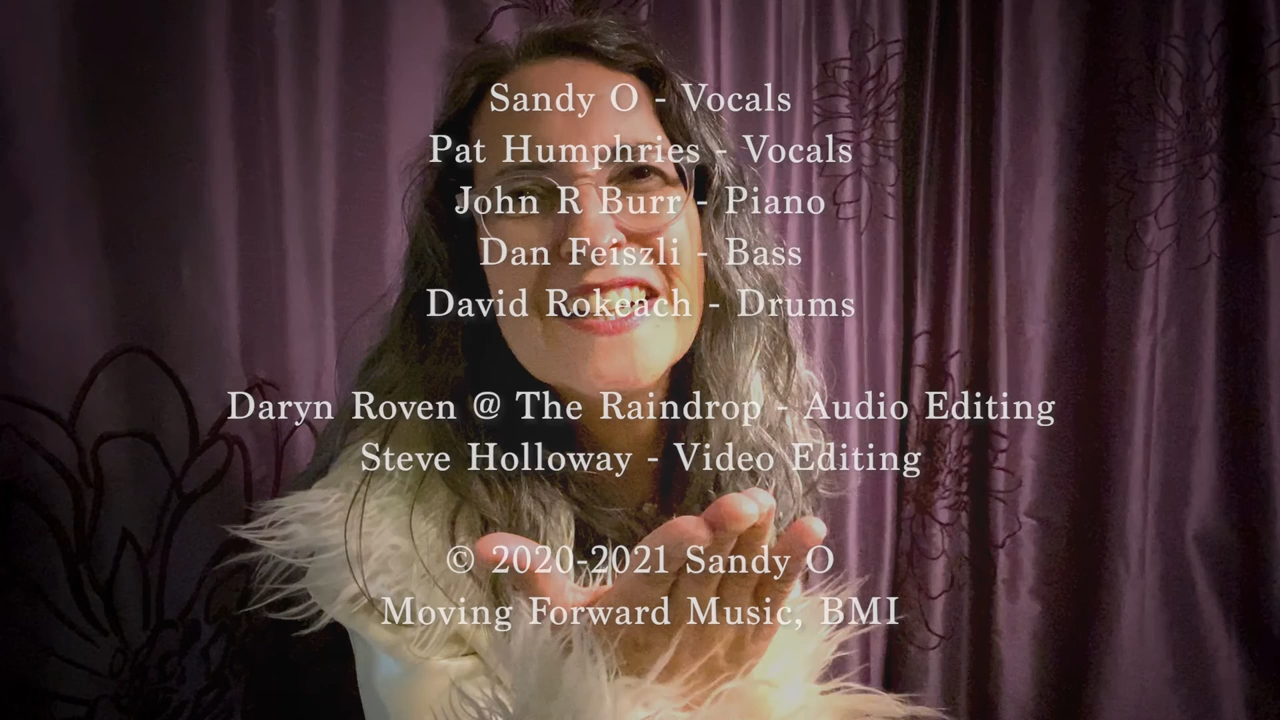 Sandy O - Vocals
Pat Humphries - Vocals
John R Burr - Piano
Dan Feiszli - Bass
David Rokeach - Drums
Daryn Roven @ The Raindrop - Audio Editing
Steve Holloway - Video Editing
© 2020-2021 Sandy O
Moving Forward Music, BMI